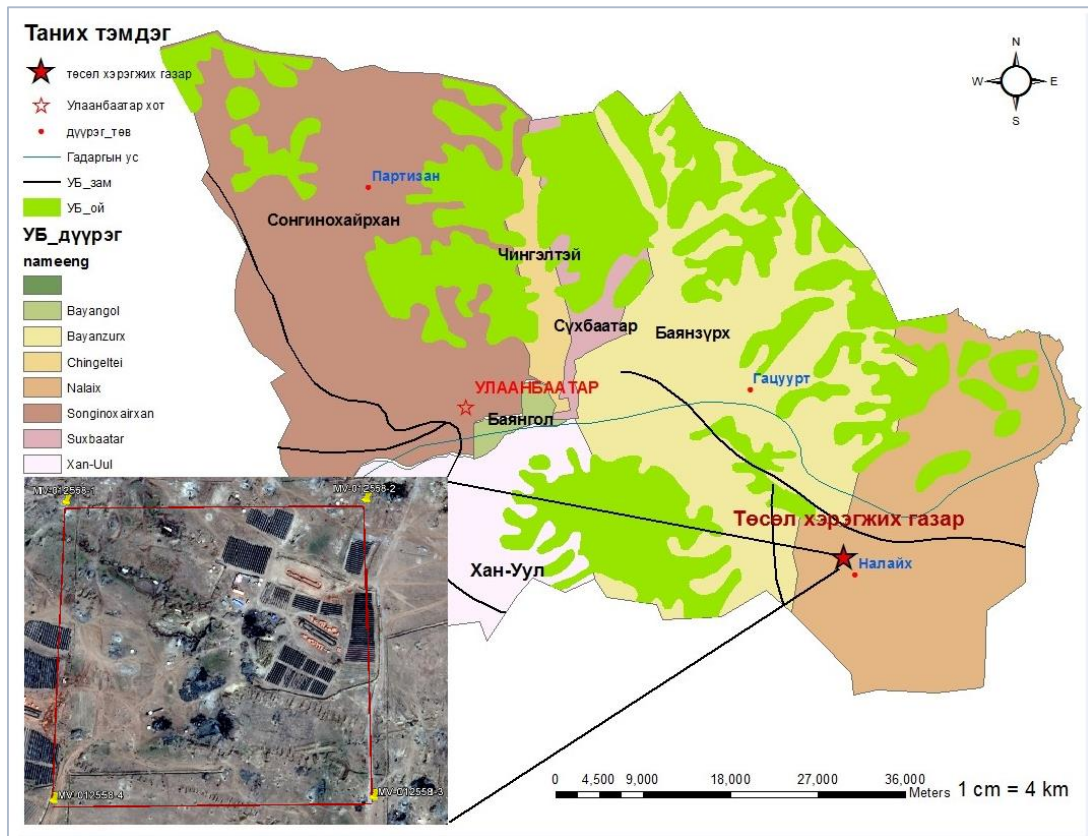 Таних тэмдэг
төсөл хэрэгжих газар
Улаанбаатар хот
дүүрэг_төв
Гадаргын ус
УБ_зам
УБ_ой
УБ_дүүрэг
nameeng
Bayangol
Bayanzurx
Chingeltei
Nalaix
Songinoxairxan
Suxbaatar
Xan-Uul
N
W
E
S
Партизан
Сонгинохайрхан
Чингэлтэй
Сүхбаатар
Баянзүрх
Гацуурт
УЛААНБААТАР
Баянгол
Төсөл хэрэгжих газар
Налайх
Хан-Уул
MV-012558-1
MV-012558-2
MV-012558-4
MV-012558-3
0 4,500 9,000 18,000 27,000 36,000
Meters
1 cm = 4 km